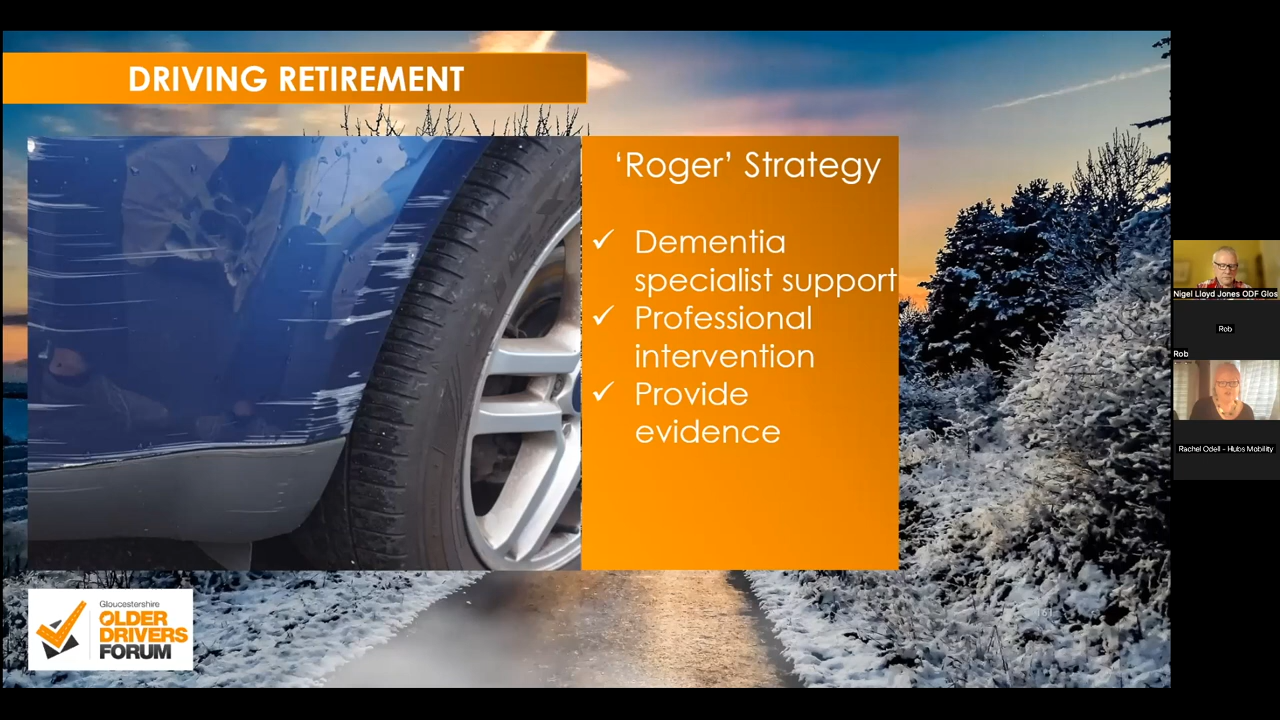 DRIVING RETIREMENT
‘Roger’ Strategy
✓ Dementia
specialist support
✓ Professional
intervention
✓ Provide
evidence
Gloucestershire
OLDER
DRIVERS
FORUM
Nigel Lloyd Jones ODF Glos
Rob
Rob
Rachel Odell - Hubs Mobility